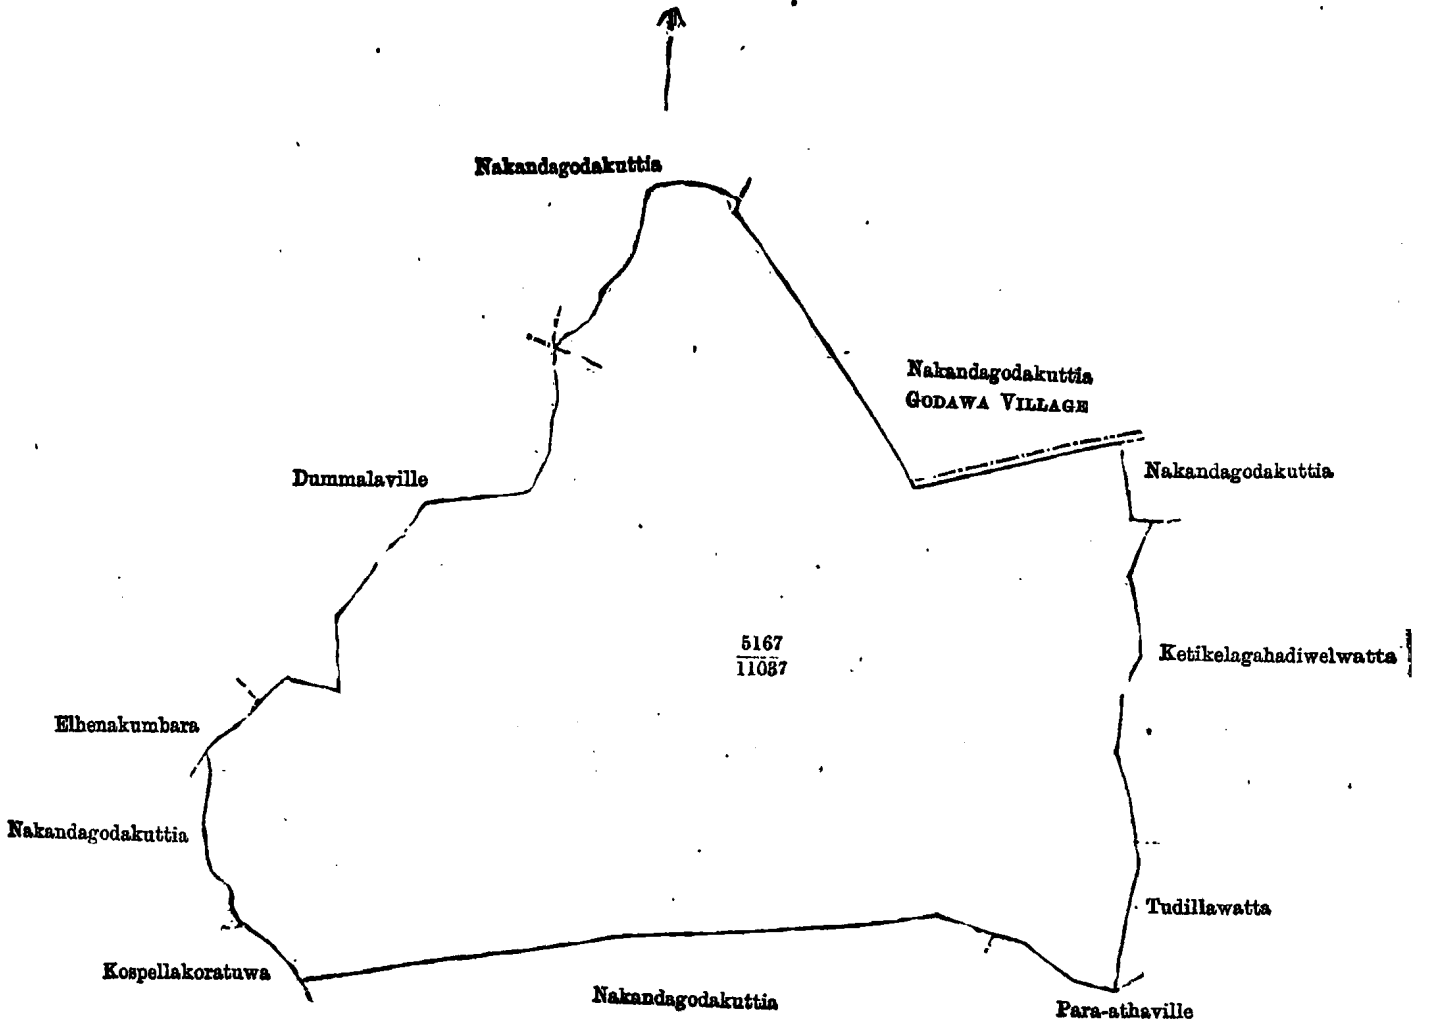 Nakandagodakuttia
Nakandagodakuttia
GODAWA VILLAGE
Dummalaville
Nakandagodakuttia
5167
11087
Ketikelagahadiwelwatta
Elhenakumbara
Nakandagodakuttia
Tudillawatta
Kospellakoratuwa
Nakandagodakuttia
Para-athaville